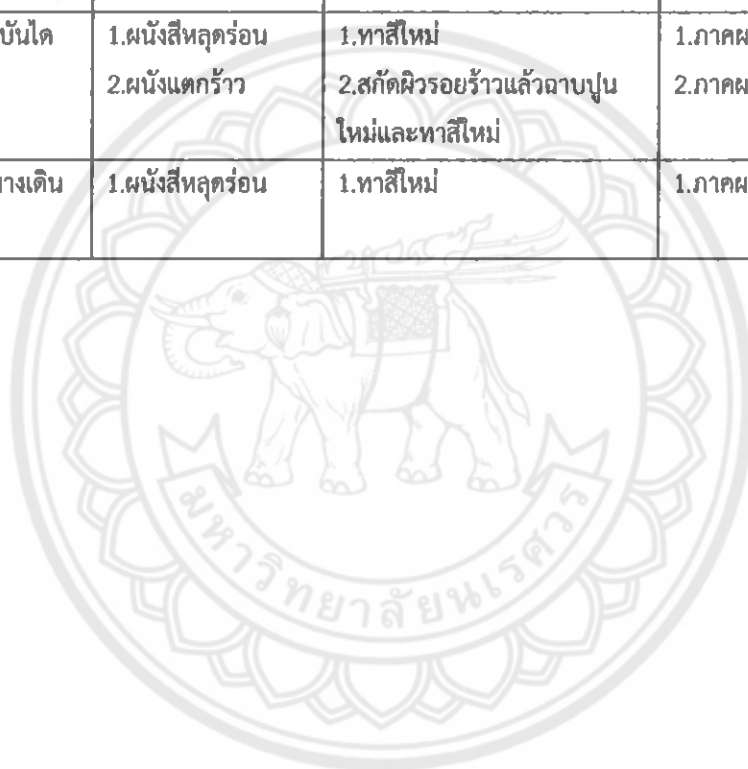 บันได 1.ผนังสีหลุดร่อน 1.ทาสีใหม่ 1.ภาคผ
2.ผนังแตกร้าว 2.สกัดผิวรอยร้าวแล้วฉาบปูน 2.ภาคผ
ใหม่และทาสีใหม่
ทางเดิน 1.ผนังสีหลุดร่อน 1.ทาสีใหม่ 1.ภาคผ
มหาวิทยาลัยนเรศวร